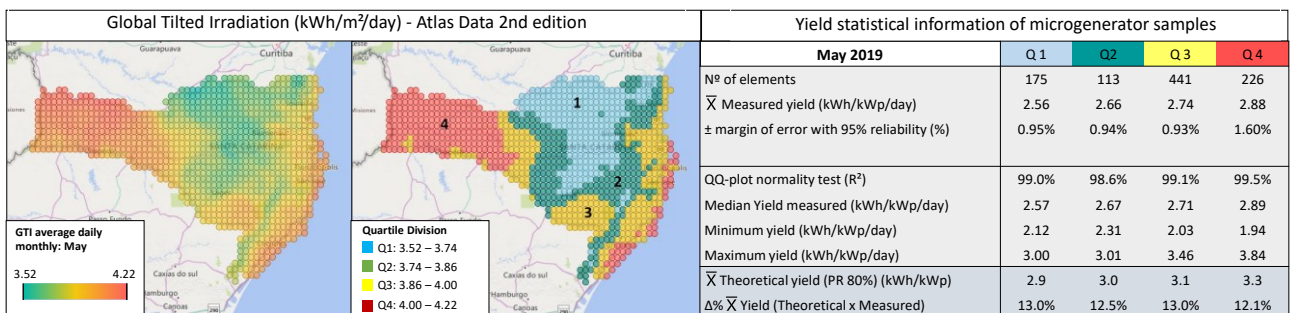 Global Tilted Irradiation (kWh/m²/day) - Atlas Data 2nd edition
Guarapuava
Curitiba
Caxias do sul
Hamburgo
Canoas
290
GTI average daily
monthly: May
3.52 4.22
Guarapuava
Curitiba
1
4
2
3
Caxias do sul
Hamburgo
Canoas
290
Quartile Division
Q1: 3.52 – 3.74
Q2: 3.74 – 3.86
Q3: 3.86 – 4.00
Q4: 4.00 – 4.22
Yield statistical information of microgenerator samples
May 2019 Q 1 Q2 Q 3 Q 4
Nº of elements 175 113 441 226
X̅ Measured yield (kWh/kWp/day) 2.56 2.66 2.74 2.88
± margin of error with 95% reliability (%) 0.95% 0.94% 0.93% 1.60%
QQ-plot normality test (R²) 99.0% 98.6% 99.1% 99.5%
Median Yield measured (kWh/kWp/day) 2.57 2.67 2.71 2.89
Minimum yield (kWh/kWp/day) 2.12 2.31 2.03 1.94
Maximum yield (kWh/kWp/day) 3.00 3.01 3.46 3.84
X̅ Theoretical yield (PR 80%) (kWh/kWp) 2.9 3.0 3.1 3.3
Δ% X̅ Yield (Theoretical x Measured) 13.0% 12.5% 13.0% 12.1%